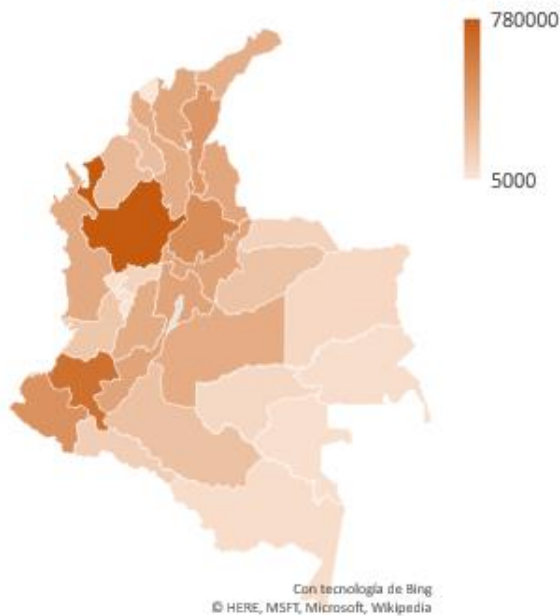 780000
5000
Con tecnología de Bing
© HERE, MSFT, Microsoft, Wikipedia